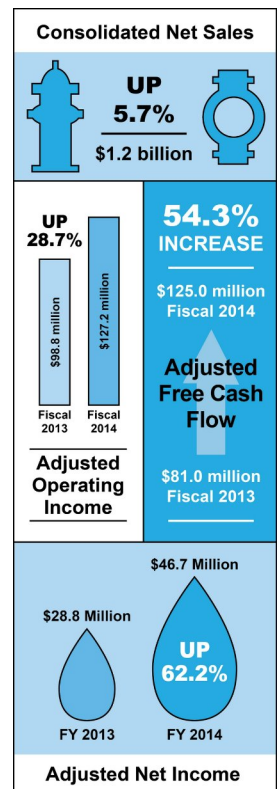 Consolidated Net Sales
UP
5.7%
$1.2 billion
UP
28.7%
$98.8 million
$127.2 million
Fiscal
2013
Fiscal
2014
Adjusted
Operating
Income
54.3%
INCREASE
$125.0 million
Fiscal 2014
Adjusted
Free Cash
Flow
$81.0 million
Fiscal 2013
$46.7 Million
$28.8 Million
UP
62.2%
FY 2013
FY 2014
Adjusted Net Income